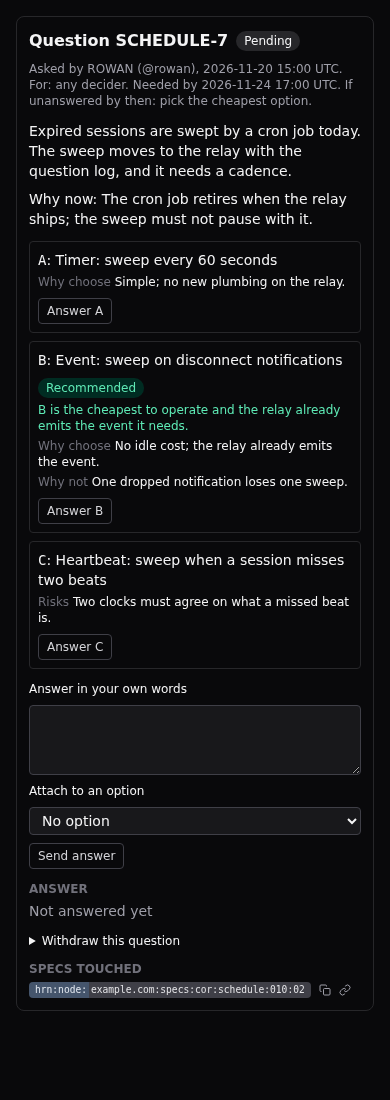 Question SCHEDULE-7 Pending
Asked by ROWAN (@rowan), 2026-11-20 15:00 UTC.
For: any decider. Needed by 2026-11-24 17:00 UTC. If
unanswered by then: pick the cheapest option.
Expired sessions are swept by a cron job today.
The sweep moves to the relay with the
question log, and it needs a cadence.
Why now: The cron job retires when the relay
ships; the sweep must not pause with it.
A: Timer: sweep every 60 seconds
Why choose Simple; no new plumbing on the relay.
Answer A
B: Event: sweep on disconnect notifications
Recommended
B is the cheapest to operate and the relay already
emits the event it needs.
Why choose No idle cost; the relay already emits
the event.
Why not One dropped notification loses one sweep.
Answer B
C: Heartbeat: sweep when a session misses
two beats
Risks Two clocks must agree on what a missed beat
is.
Answer C
Answer in your own words
Attach to an option
No option
Send answer
ANSWER
Not answered yet
Withdraw this question
SPECS TOUCHED
hrn:node: example.com:specs:cor:schedule:010:02